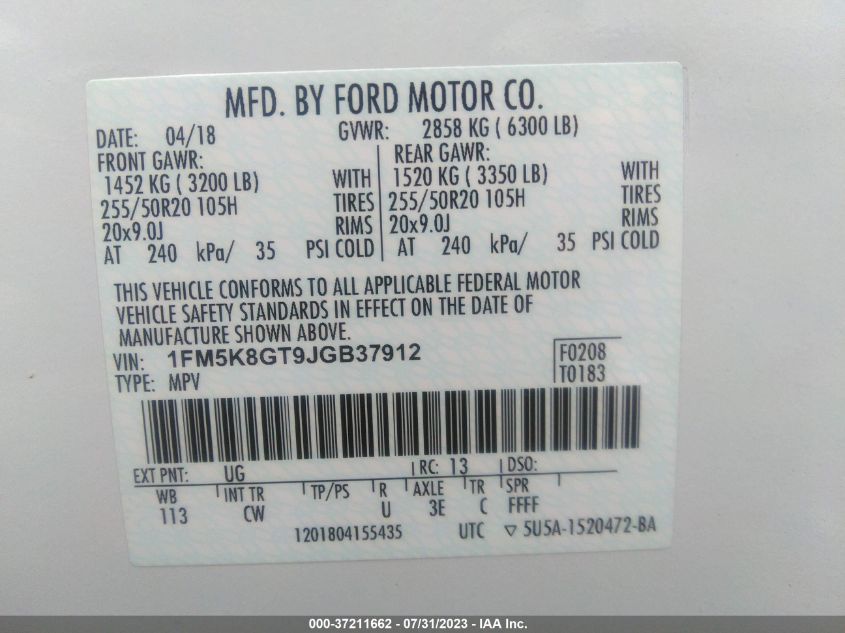 MFD. BY FORD MOTOR CO.
DATE: 04/18 GVWR: 2858 KG ( 6300 LB)
FRONT GAWR: REAR GAWR:
1452 KG ( 3200 LB) WITH 1520 KG ( 3350 LB) WITH
255/50R20 105H TIRES 255/50R20 105H TIRES
20x9.0J RIMS 20x9.0J RIMS
AT 240 kPa/ 35 PSI COLD AT 240 kPa/ 35 PSI COLD
THIS VEHICLE CONFORMS TO ALL APPLICABLE FEDERAL MOTOR
VEHICLE SAFETY STANDARDS IN EFFECT ON THE DATE OF
MANUFACTURE SHOWN ABOVE.
VIN: 1FM5K8GT9JGB37912 F0208
TYPE: MPV T0183
EXT PNT: UG RC: 13 DSO:
WB INT TR TP/PS R AXLE TR SPR
113 CW U 3E C FFFF
1201804155435 UTC ▽ 5U5A-1520472-BA
000-37211662 / 07/31/2023 - IAA Inc.